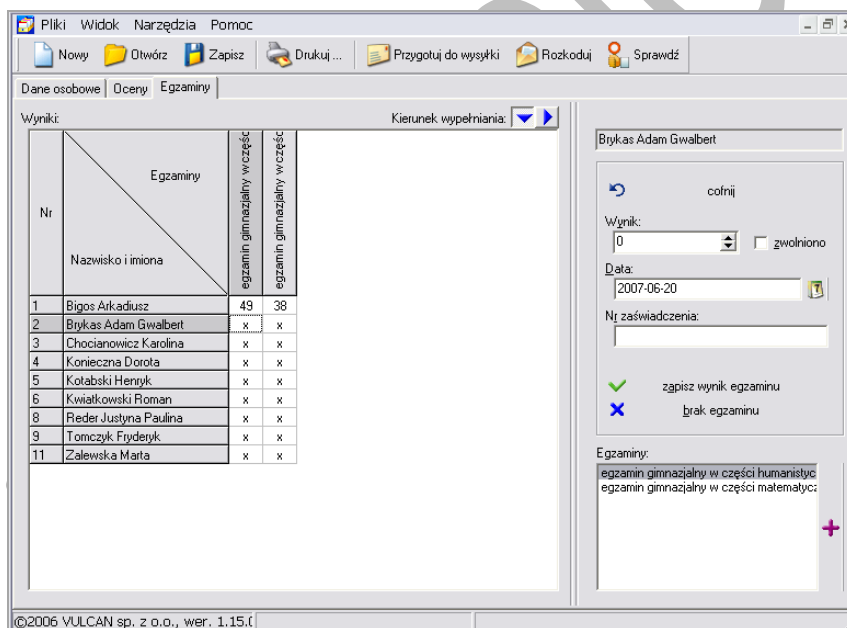 Pliki Widok Narzędzia Pomoc
Nowy Otwórz Zapisz Drukuj ... Przygotuj do wysyłki Rozkoduj Sprawdź
Dane osobowe Oceny Egzaminy
Wyniki: Kierunek wypełniania:
Nr Egzaminy Nazwisko i imiona
egzamin gimnazjalny w częśc
egzamin gimnazjalny w częśc
1 Bigos Arkadiusz 49 38
2 Brykas Adam Gwalbert x x
3 Chocianowicz Karolina x x
4 Konieczna Dorota x x
5 Kotabski Henryk x x
6 Kwiatkowski Roman x x
8 Reder Justyna Paulina x x
9 Tomczyk Fryderyk x x
11 Zalewska Marta x x
Brykas Adam Gwalbert
cofnij
Wynik:
0 zwolniono
Data:
2007-06-20
Nr zaświadczenia:
zapisz wynik egzaminu
brak egzaminu
Egzaminy:
egzamin gimnazjalny w części humanistyc
egzamin gimnazjalny w części matematycz
©2006 VULCAN sp. z o.o., wer. 1.15.(